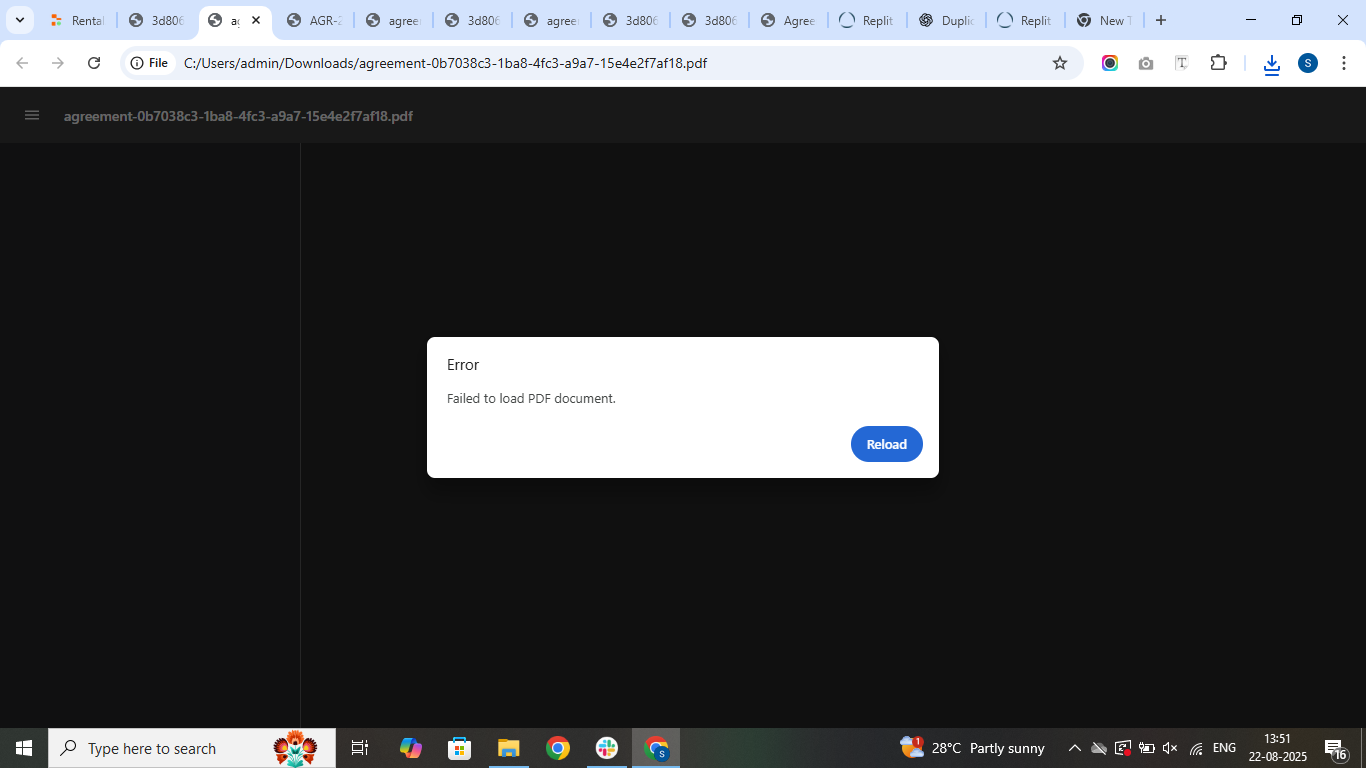 Rental
3d806
ag
AGR-2
agree
3d806
agree
3d806
3d806
Agree
Replit
Duplic
Replit
New T
File
C:/Users/admin/Downloads/agreement-0b7038c3-1ba8-4fc3-a9a7-15e4e2f7af18.pdf
S
agreement-0b7038c3-1ba8-4fc3-a9a7-15e4e2f7af18.pdf
Error
Failed to load PDF document.
Reload
Type here to search
S
1
28°C Partly sunny
ENG
13:51
22-08-2025
16